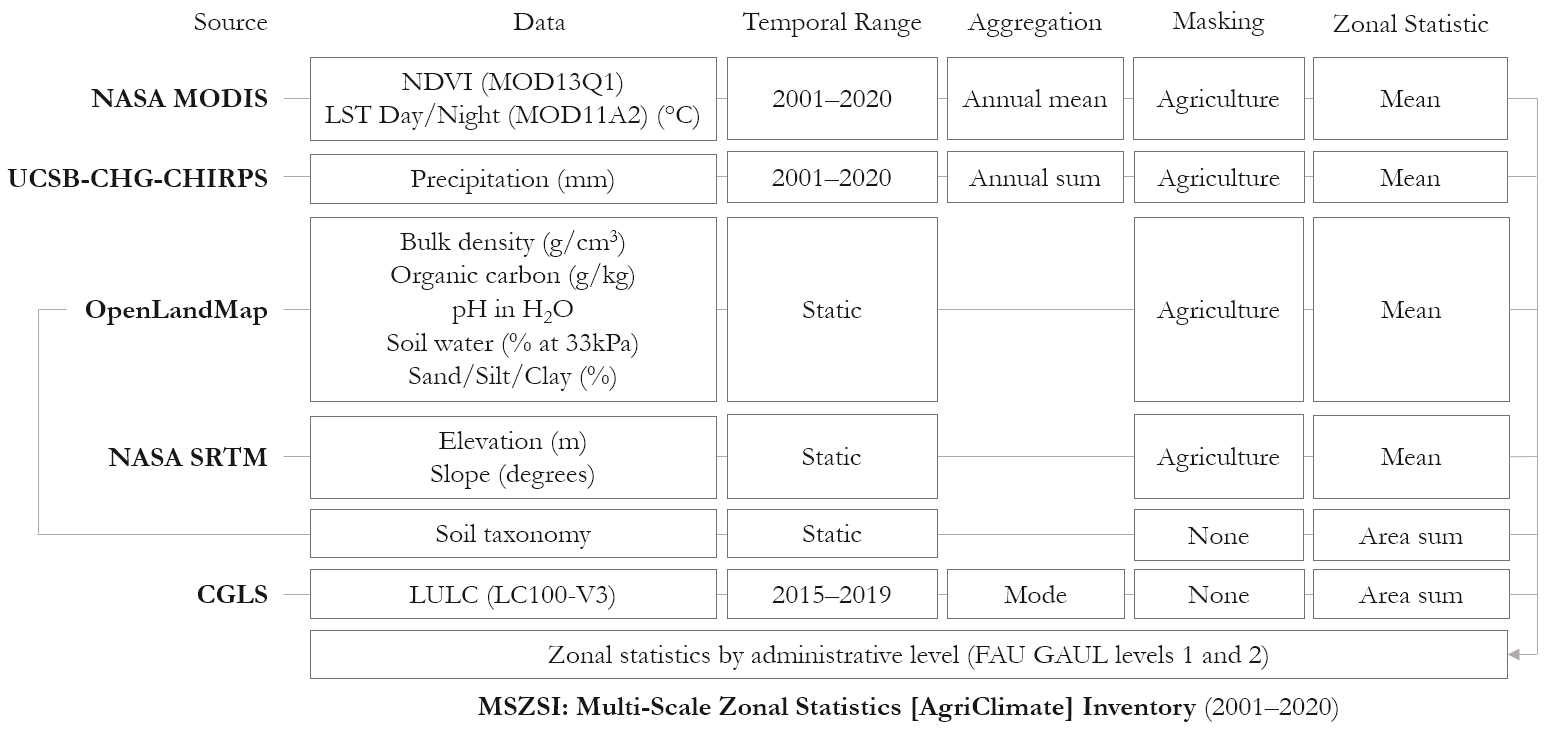 Source Data Temporal Range Aggregation Masking Zonal Statistic
NASA MODIS
NDVI (MOD13Q1)
LST Day/Night (MOD11A2) (°C)
2001–2020
Annual mean
Agriculture
Mean
UCSB-CHG-CHIRPS
Precipitation (mm)
2001–2020
Annual sum
Agriculture
Mean
OpenLandMap
Bulk density (g/cm³)
Organic carbon (g/kg)
pH in H₂O
Soil water (% at 33kPa)
Sand/Silt/Clay (%)
Static
Agriculture
Mean
NASA SRTM
Elevation (m)
Slope (degrees)
Static
Agriculture
Mean
Soil taxonomy
Static
None
Area sum
CGLS
LULC (LC100-V3)
2015–2019
Mode
None
Area sum
Zonal statistics by administrative level (FAU GAUL levels 1 and 2)
MSZSI: Multi-Scale Zonal Statistics [AgriClimate] Inventory (2001–2020)